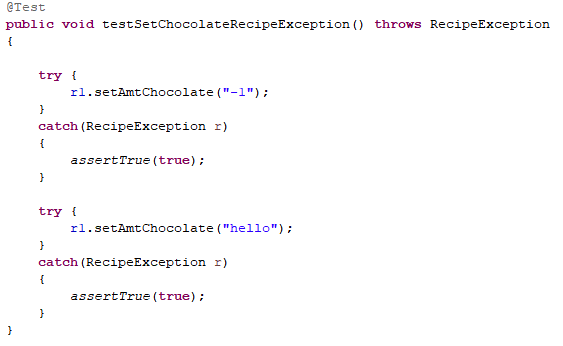 @Test
public void testSetChocolateRecipeException() throws RecipeException
{
try {
r1.setAmtChocolate("-1");
}
catch(RecipeException r)
{
assertTrue(true);
}
try {
r1.setAmtChocolate("hello");
}
catch(RecipeException r)
{
assertTrue(true);
}
}